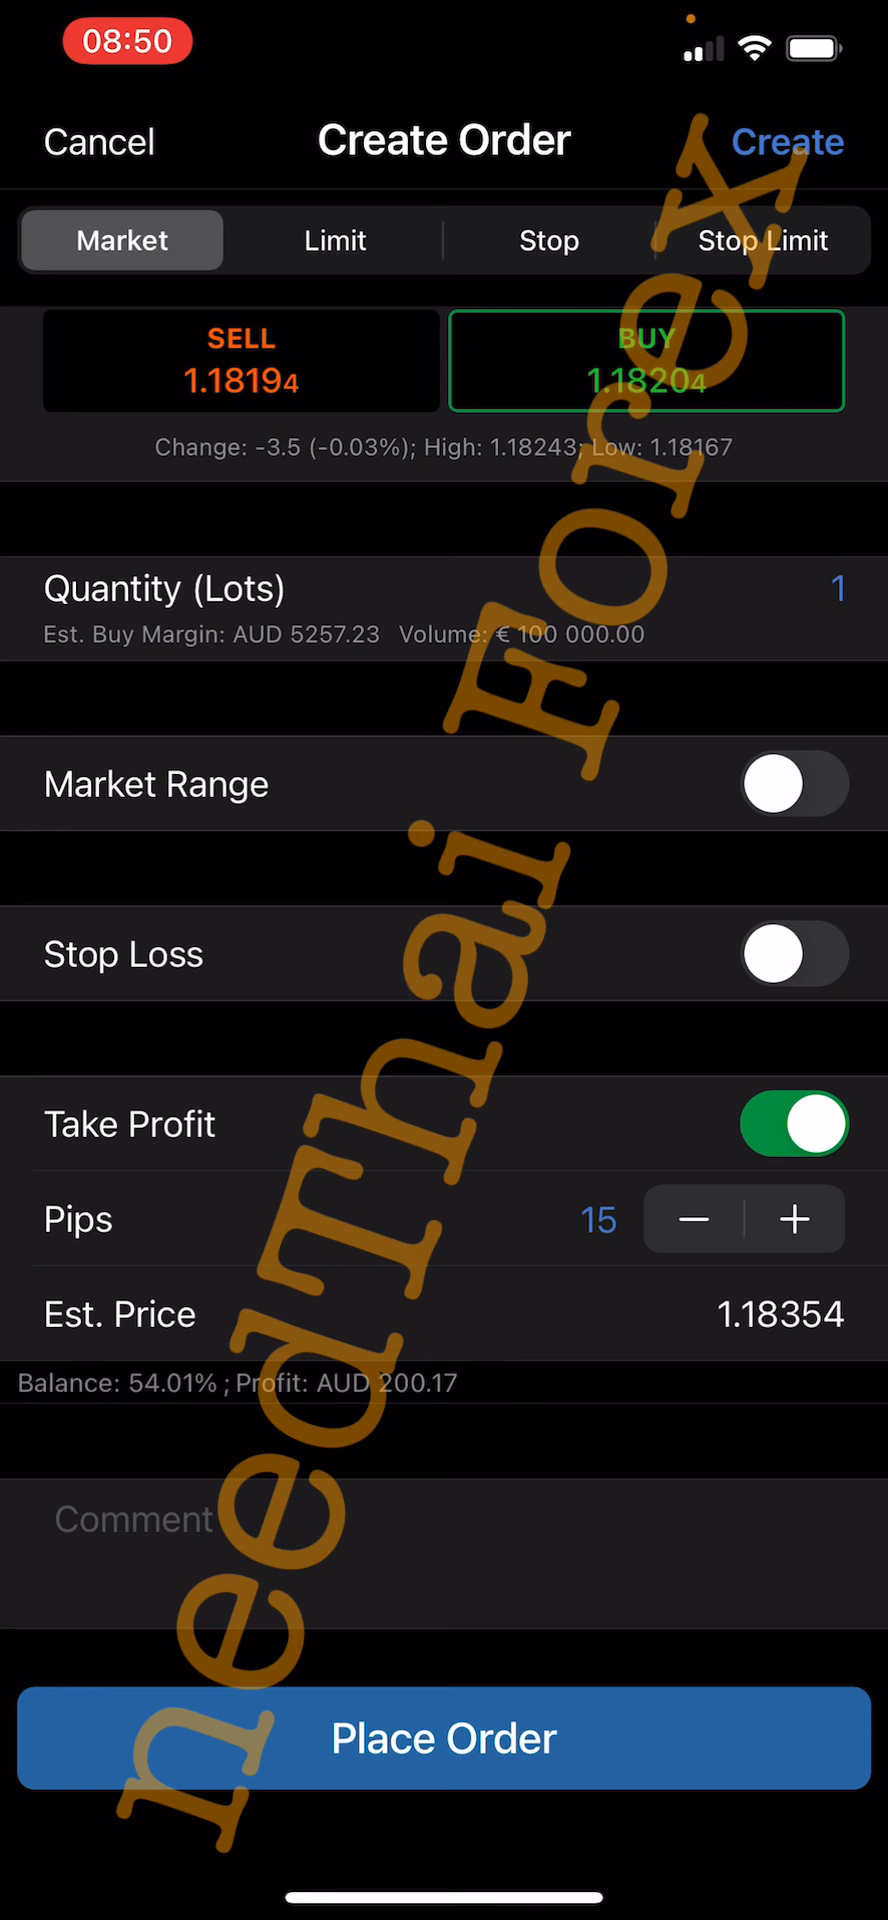 08:50
Cancel
Create Order
Create
Market
Limit
Stop
Stop Limit
SELL
1.18194
BUY
1.18204
Change: -3.5 (-0.03%); High: 1.18243; Low: 1.18167
Quantity (Lots)
1
Est. Buy Margin: AUD 5257.23 Volume: € 100 000.00
Market Range
Stop Loss
Take Profit
Pips
15
Est. Price
1.18354
Balance: 54.01% ; Profit: AUD 200.17
Comment
Place Order
needThai Forex